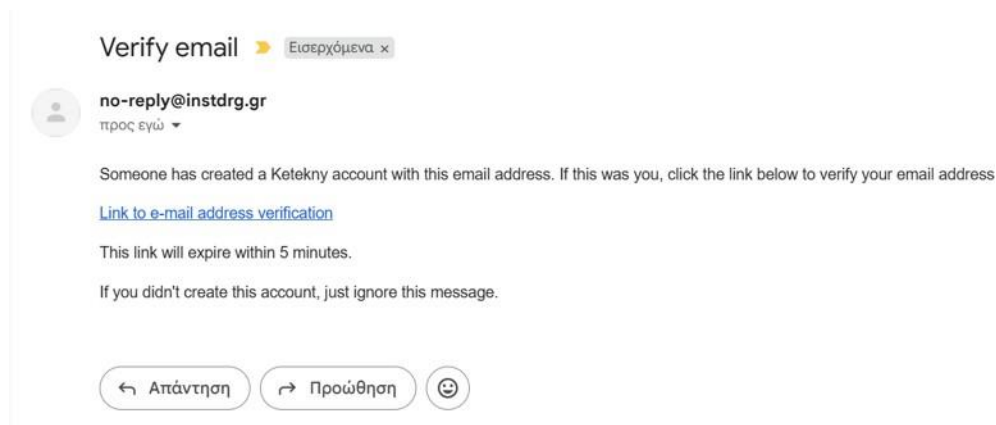 Verify email Εισερχόμενα ×
no-reply@instdrg.gr
προς εγώ
Someone has created a Ketekny account with this email address. If this was you, click the link below to verify your email address
Link to e-mail address verification
This link will expire within 5 minutes.
If you didn't create this account, just ignore this message.
Απάντηση Προώθηση